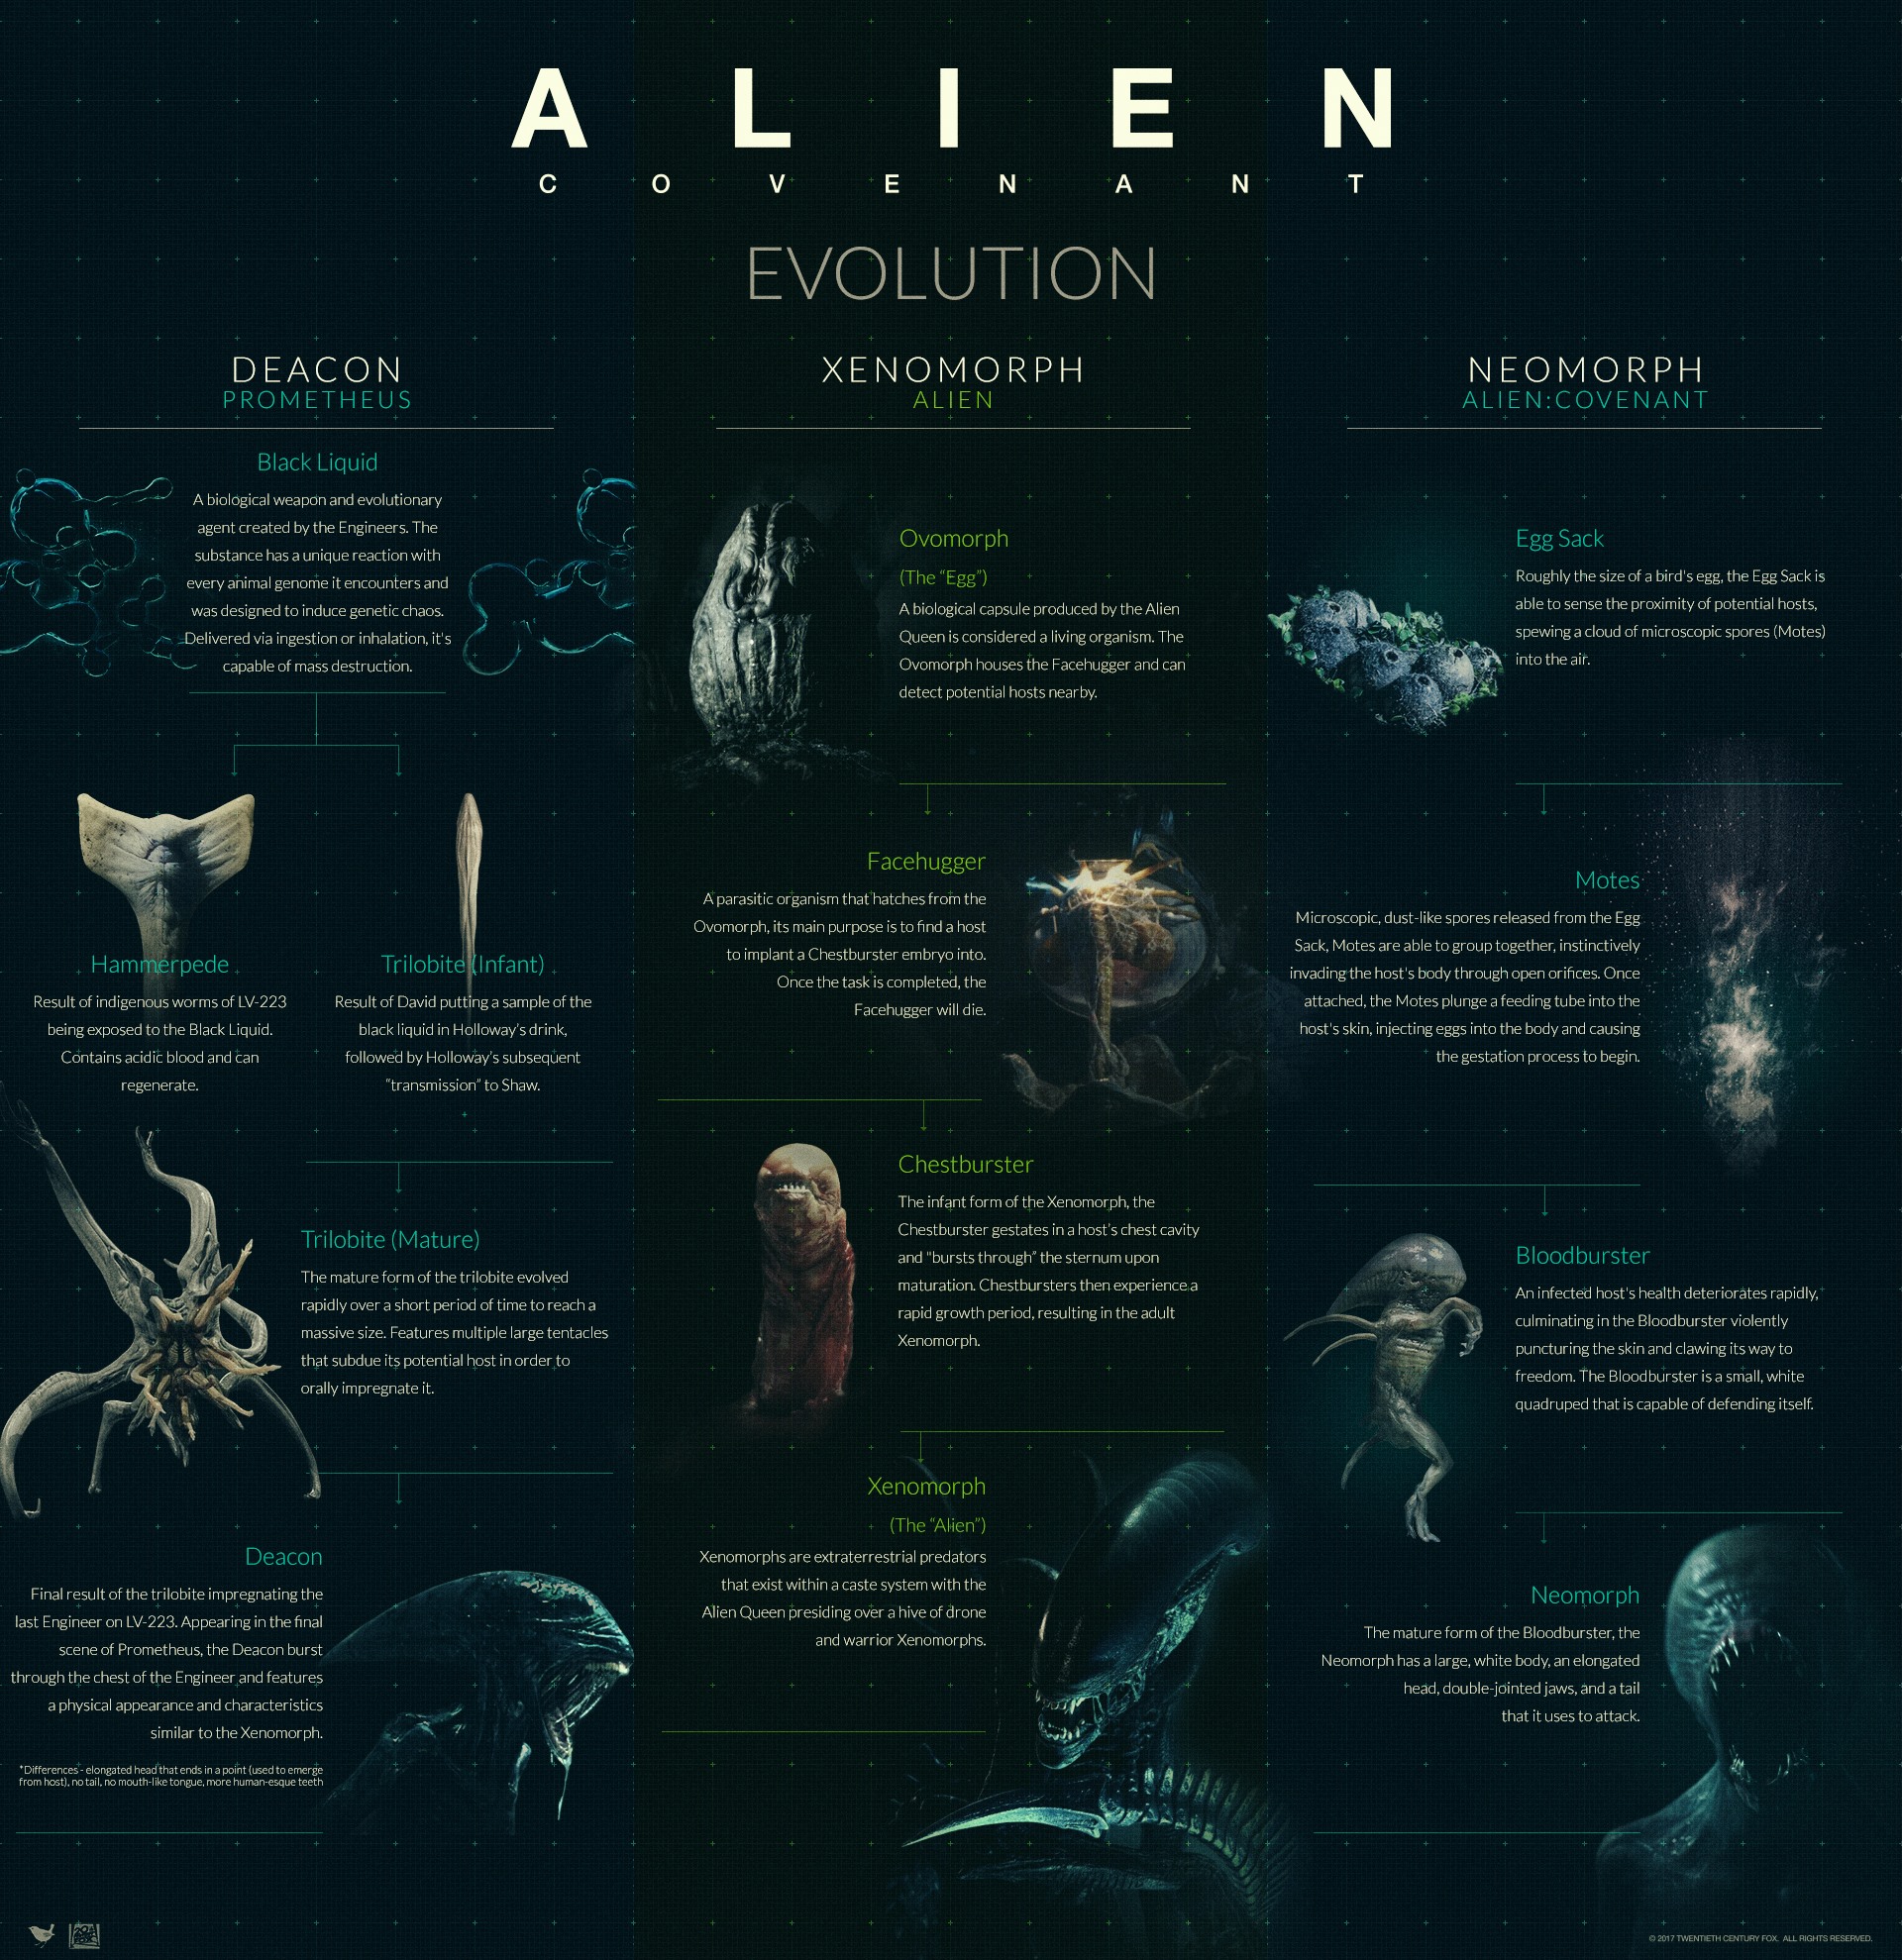 ALIEN
COVENANT
EVOLUTION
DEACON
PROMETHEUS
Black Liquid
A biological weapon and evolutionary
agent created by the Engineers. The
substance has a unique reaction with
every animal genome it encounters and
was designed to induce genetic chaos.
Delivered via ingestion or inhalation, it's
capable of mass destruction.
Hammerpede
Result of indigenous worms of LV-223
being exposed to the Black Liquid.
Contains acidic blood and can
regenerate.
Trilobite (Infant)
Result of David putting a sample of the
black liquid in Holloway's drink,
followed by Holloway's subsequent
“transmission” to Shaw.
Trilobite (Mature)
The mature form of the trilobite evolved
rapidly over a short period of time to reach a
massive size. Features multiple large tentacles
that subdue its potential host in order to
orally impregnate it.
Deacon
Final result of the trilobite impregnating the
last Engineer on LV-223. Appearing in the final
scene of Prometheus, the Deacon burst
through the chest of the Engineer and features
a physical appearance and characteristics
similar to the Xenomorph.
*Differences - elongated head that ends in a point (used to emerge
from host), no tail, no mouth-like tongue, more human-esque teeth
XENOMORPH
ALIEN
Ovomorph
(The “Egg”)
A biological capsule produced by the Alien
Queen is considered a living organism. The
Ovomorph houses the Facehugger and can
detect potential hosts nearby.
Facehugger
A parasitic organism that hatches from the
Ovomorph, its main purpose is to find a host
to implant a Chestburster embryo into.
Once the task is completed, the
Facehugger will die.
Chestburster
The infant form of the Xenomorph, the
Chestburster gestates in a host's chest cavity
and "bursts through” the sternum upon
maturation. Chestbursters then experience a
rapid growth period, resulting in the adult
Xenomorph.
Xenomorph
(The “Alien”)
Xenomorphs are extraterrestrial predators
that exist within a caste system with the
Alien Queen presiding over a hive of drone
and warrior Xenomorphs.
NEOMORPH
ALIEN:COVENANT
Egg Sack
Roughly the size of a bird's egg, the Egg Sack is
able to sense the proximity of potential hosts,
spewing a cloud of microscopic spores (Motes)
into the air.
Motes
Microscopic, dust-like spores released from the Egg
Sack, Motes are able to group together, instinctively
invading the host's body through open orifices. Once
attached, the Motes plunge a feeding tube into the
host's skin, injecting eggs into the body and causing
the gestation process to begin.
Bloodburster
An infected host's health deteriorates rapidly,
culminating in the Bloodburster violently
puncturing the skin and clawing its way to
freedom. The Bloodburster is a small, white
quadruped that is capable of defending itself.
Neomorph
The mature form of the Bloodburster, the
Neomorph has a large, white body, an elongated
head, double-jointed jaws, and a tail
that it uses to attack.
© 2017 TWENTIETH CENTURY FOX. ALL RIGHTS RESERVED.